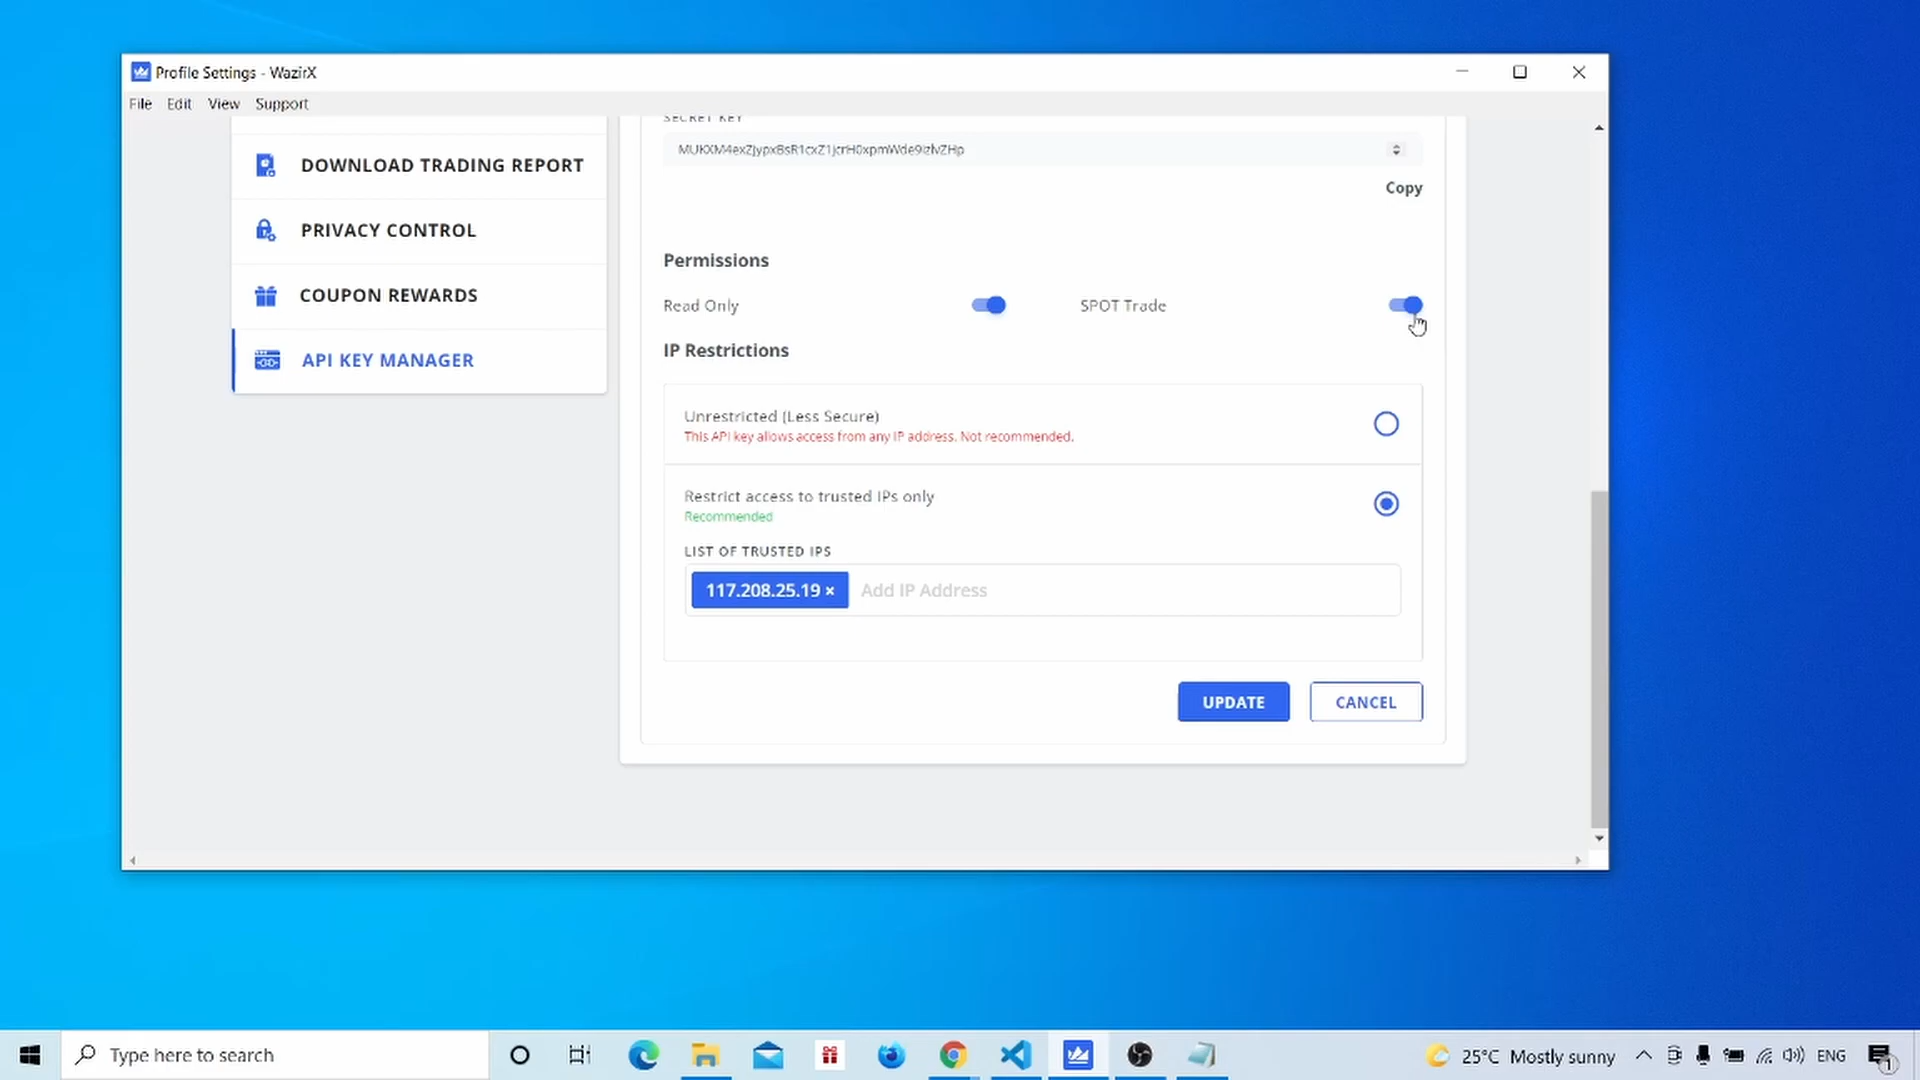 Profile Settings - WazirX
File Edit View Support
DOWNLOAD TRADING REPORT
PRIVACY CONTROL
COUPON REWARDS
API KEY MANAGER
SECRET KEY
Copy
Permissions
Read Only
SPOT Trade
IP Restrictions
Unrestricted (Less Secure)
This API key allows access from any IP address. Not recommended.
Restrict access to trusted IPs only
Recommended
LIST OF TRUSTED IPS
117.208.25.19 × Add IP Address
UPDATE CANCEL
Type here to search
25°C Mostly sunny
ENG
1